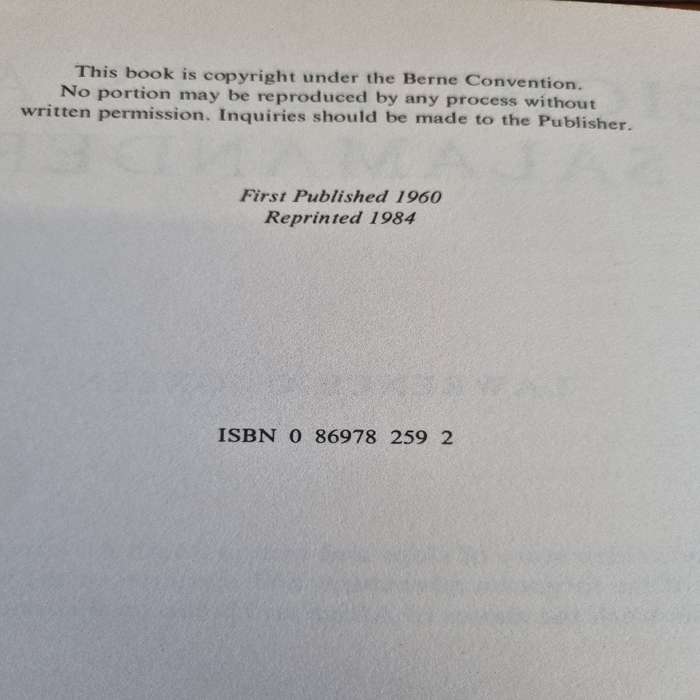 This book is copyright under the Berne Convention.
No portion may be reproduced by any process without
written permission. Inquiries should be made to the Publisher.
First Published 1960
Reprinted 1984
ISBN 0 86978 259 2